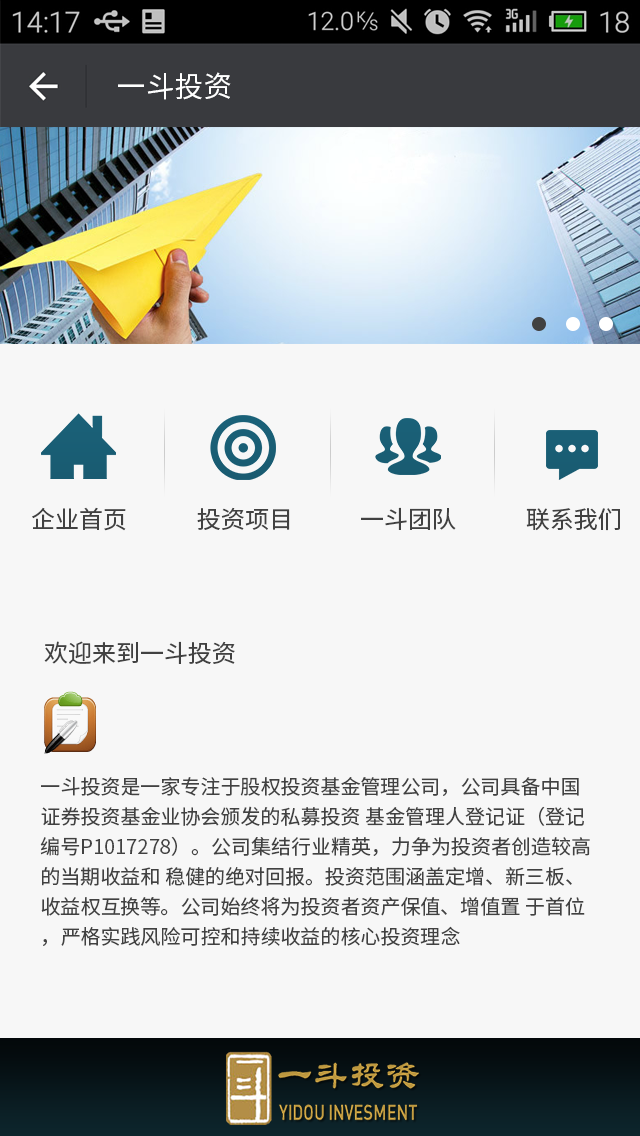 14:17 12.0K/s 3G 18
一斗投资
企业首页 投资项目 一斗团队 联系我们
欢迎来到一斗投资
一斗投资是一家专注于股权投资基金管理公司，公司具备中国
证券投资基金业协会颁发的私募投资 基金管理人登记证（登记
编号P1017278）。公司集结行业精英，力争为投资者创造较高
的当期收益和 稳健的绝对回报。投资范围涵盖定增、新三板、
收益权互换等。公司始终将为投资者资产保值、增值置 于首位
，严格实践风险可控和持续收益的核心投资理念
一斗 一斗投资
YIDOU INVESMENT